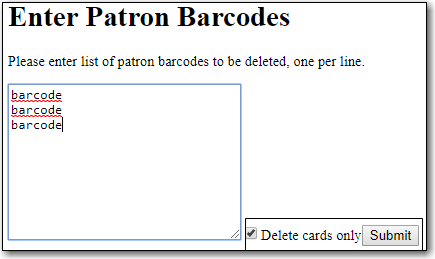 Enter Patron Barcodes
Please enter list of patron barcodes to be deleted, one per line.
barcode
barcode
barcode
Delete cards only Submit